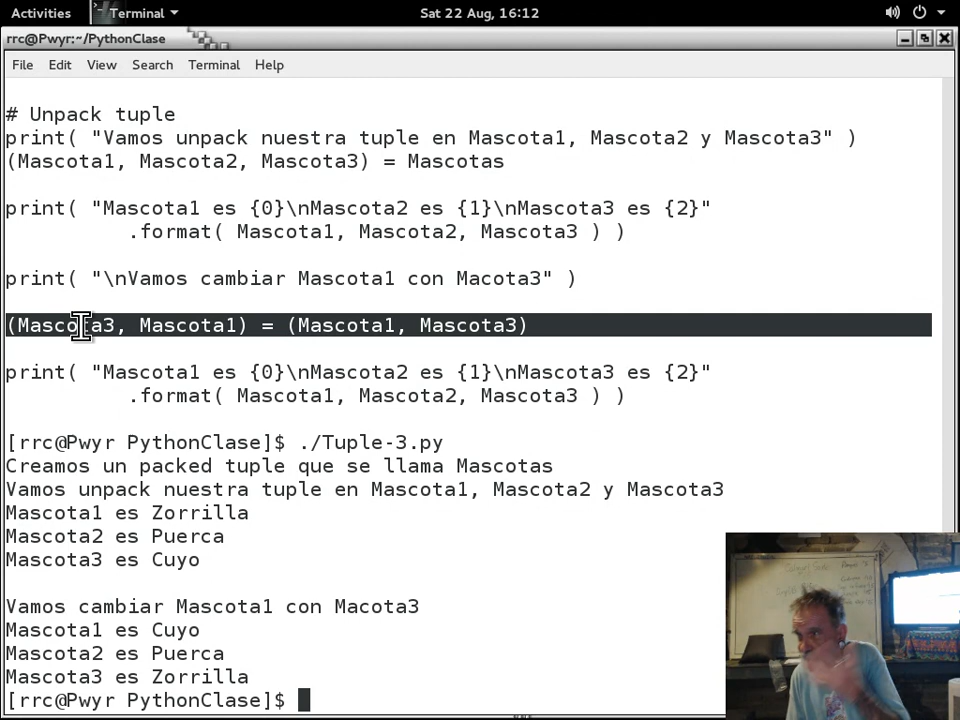 Activities Terminal Sat 22 Aug, 16:12
rrc@Pwyr:~/PythonClase
File Edit View Search Terminal Help
# Unpack tuple
print( "Vamos unpack nuestra tuple en Mascota1, Mascota2 y Mascota3" )
(Mascota1, Mascota2, Mascota3) = Mascotas
print( "Mascota1 es {0}\nMascota2 es {1}\nMascota3 es {2}"
.format( Mascota1, Mascota2, Mascota3 ) )
print( "\nVamos cambiar Mascota1 con Macota3" )
(Mascota3, Mascota1) = (Mascota1, Mascota3)
print( "Mascota1 es {0}\nMascota2 es {1}\nMascota3 es {2}"
.format( Mascota1, Mascota2, Mascota3 ) )
[rrc@Pwyr PythonClase]$ ./Tuple-3.py
Creamos un packed tuple que se llama Mascotas
Vamos unpack nuestra tuple en Mascota1, Mascota2 y Mascota3
Mascota1 es Zorrilla
Mascota2 es Puerca
Mascota3 es Cuyo
Vamos cambiar Mascota1 con Macota3
Mascota1 es Cuyo
Mascota2 es Puerca
Mascota3 es Zorrilla
[rrc@Pwyr PythonClase]$